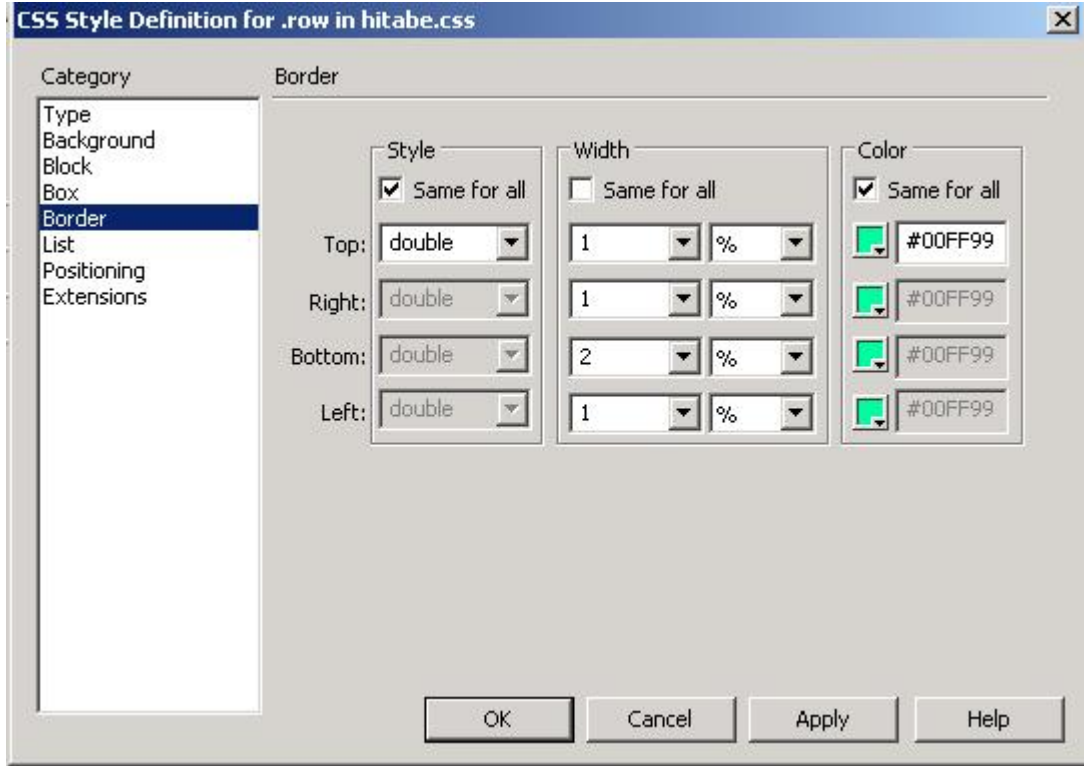 CSS Style Definition for .row in hitabe.css
Category
Type
Background
Block
Box
Border
List
Positioning
Extensions
Border
Style Width Color
Same for all Same for all Same for all
Top: double 1 % #00FF99
Right: double 1 % #00FF99
Bottom: double 2 % #00FF99
Left: double 1 % #00FF99
OK Cancel Apply Help